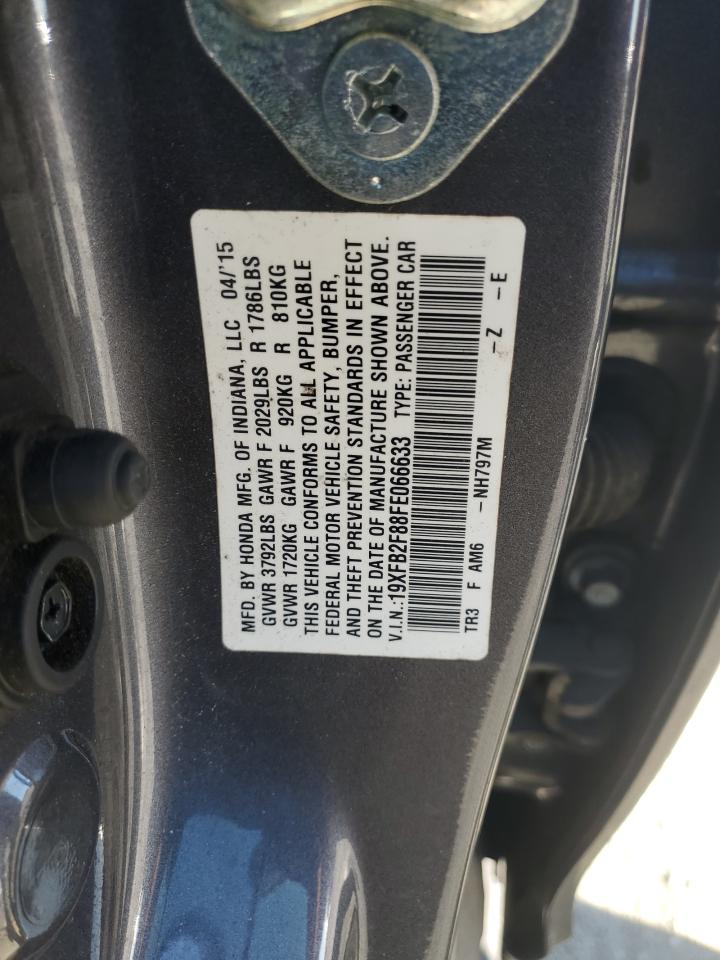 MFD. BY HONDA MFG. OF INDIANA, LLC 04/'15
GVWR 3792LBS GAWR F 2029LBS R 1786LBS
GVWR 1720KG GAWR F 920KG R 810KG
THIS VEHICLE CONFORMS TO ALL APPLICABLE
FEDERAL MOTOR VEHICLE SAFETY, BUMPER,
AND THEFT PREVENTION STANDARDS IN EFFECT
ON THE DATE OF MANUFACTURE SHOWN ABOVE.
V.I.N.:19XFB2F88FE066633 TYPE: PASSENGER CAR
TR3 F AM6 -NH797M -Z -E